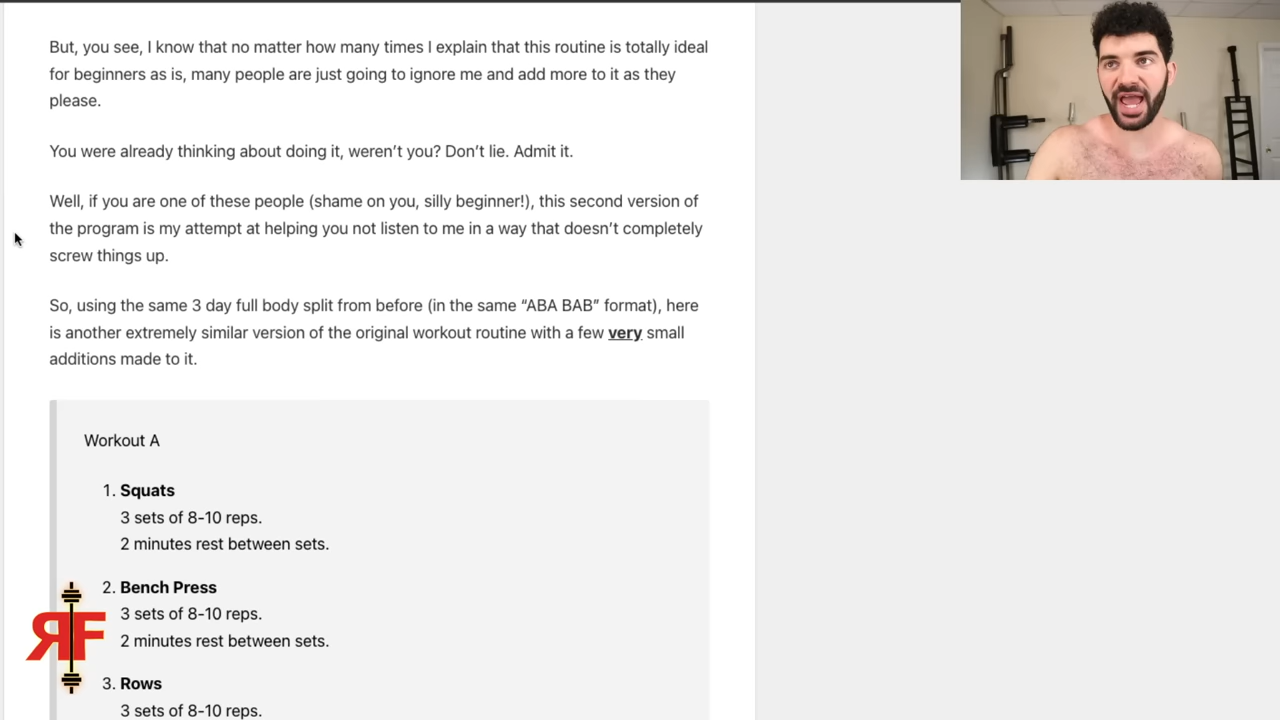 But, you see, I know that no matter how many times I explain that this routine is totally ideal
for beginners as is, many people are just going to ignore me and add more to it as they
please.
You were already thinking about doing it, weren’t you? Don’t lie. Admit it.
Well, if you are one of these people (shame on you, silly beginner!), this second version of
the program is my attempt at helping you not listen to me in a way that doesn’t completely
screw things up.
So, using the same 3 day full body split from before (in the same “ABA BAB” format), here
is another extremely similar version of the original workout routine with a few very small
additions made to it.
Workout A
1. Squats
3 sets of 8-10 reps.
2 minutes rest between sets.
2. Bench Press
3 sets of 8-10 reps.
2 minutes rest between sets.
3. Rows
3 sets of 8-10 reps.
RF